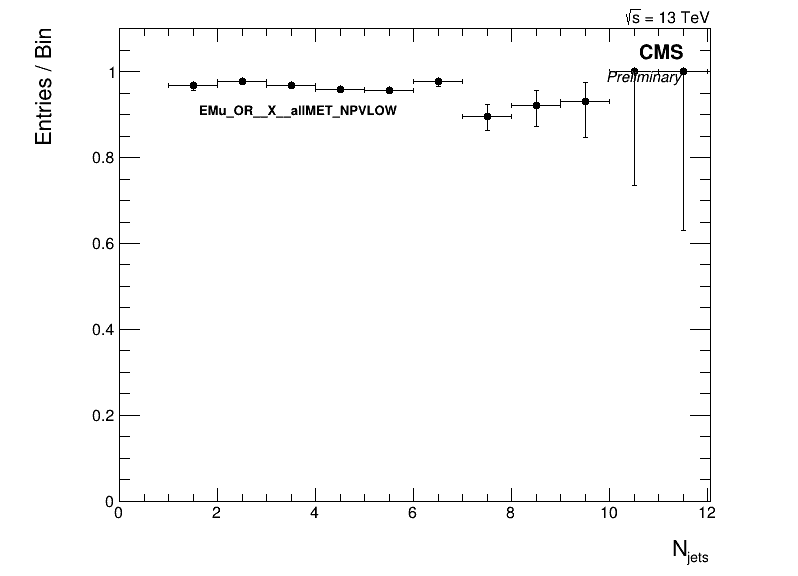 √s = 13 TeV
CMS
Preliminary
EMu_OR__X__allMET_NPVLOW
Entries / Bin
1
0.8
0.6
0.4
0.2
0
0 2 4 6 8 10 12
Njets